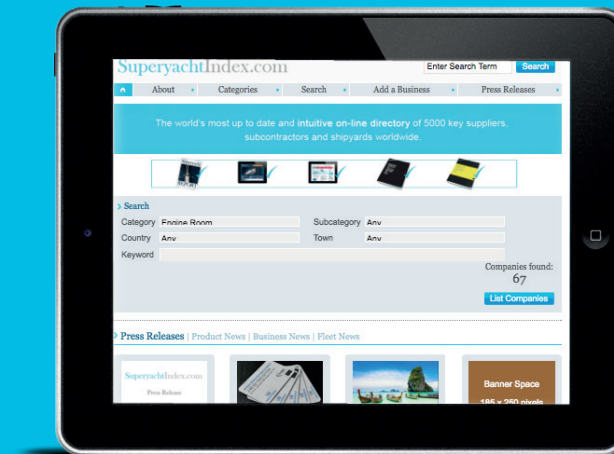 SuperyachtIndex.com
Enter Search Term Search
About Categories Search Add a Business Press Releases
The world's most up to date and intuitive on-line directory of 5000 key suppliers,
subcontractors and shipyards worldwide.
Search
Category Engine Room Subcategory Any
Country Any Town Any
Keyword
Companies found:
67
List Companies
Press Releases | Product News | Business News | Fleet News
SuperyachtIndex.com
Press Release
Banner Space
185 x 250 pixels